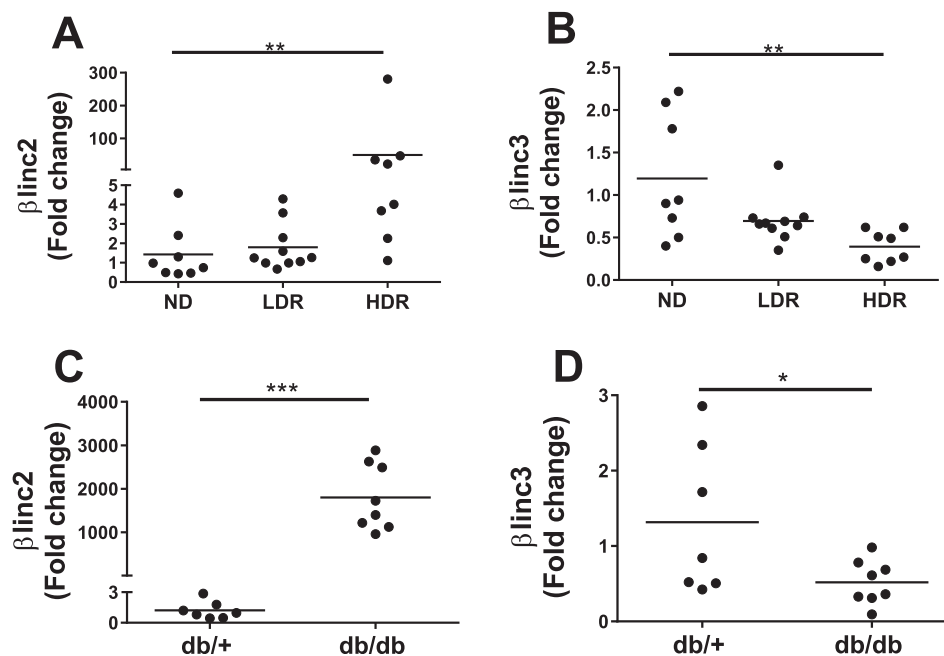 A
**
βlinc2
(Fold change)
300
200
100
5
4
3
2
1
0
ND
LDR
HDR
B
**
βlinc3
(Fold change)
2.5
2.0
1.5
1.0
0.5
0.0
ND
LDR
HDR
C
***
βlinc2
(Fold change)
4000
3000
2000
1000
3
0
db/+
db/db
D
*
βlinc3
(Fold change)
3
2
1
0
db/+
db/db